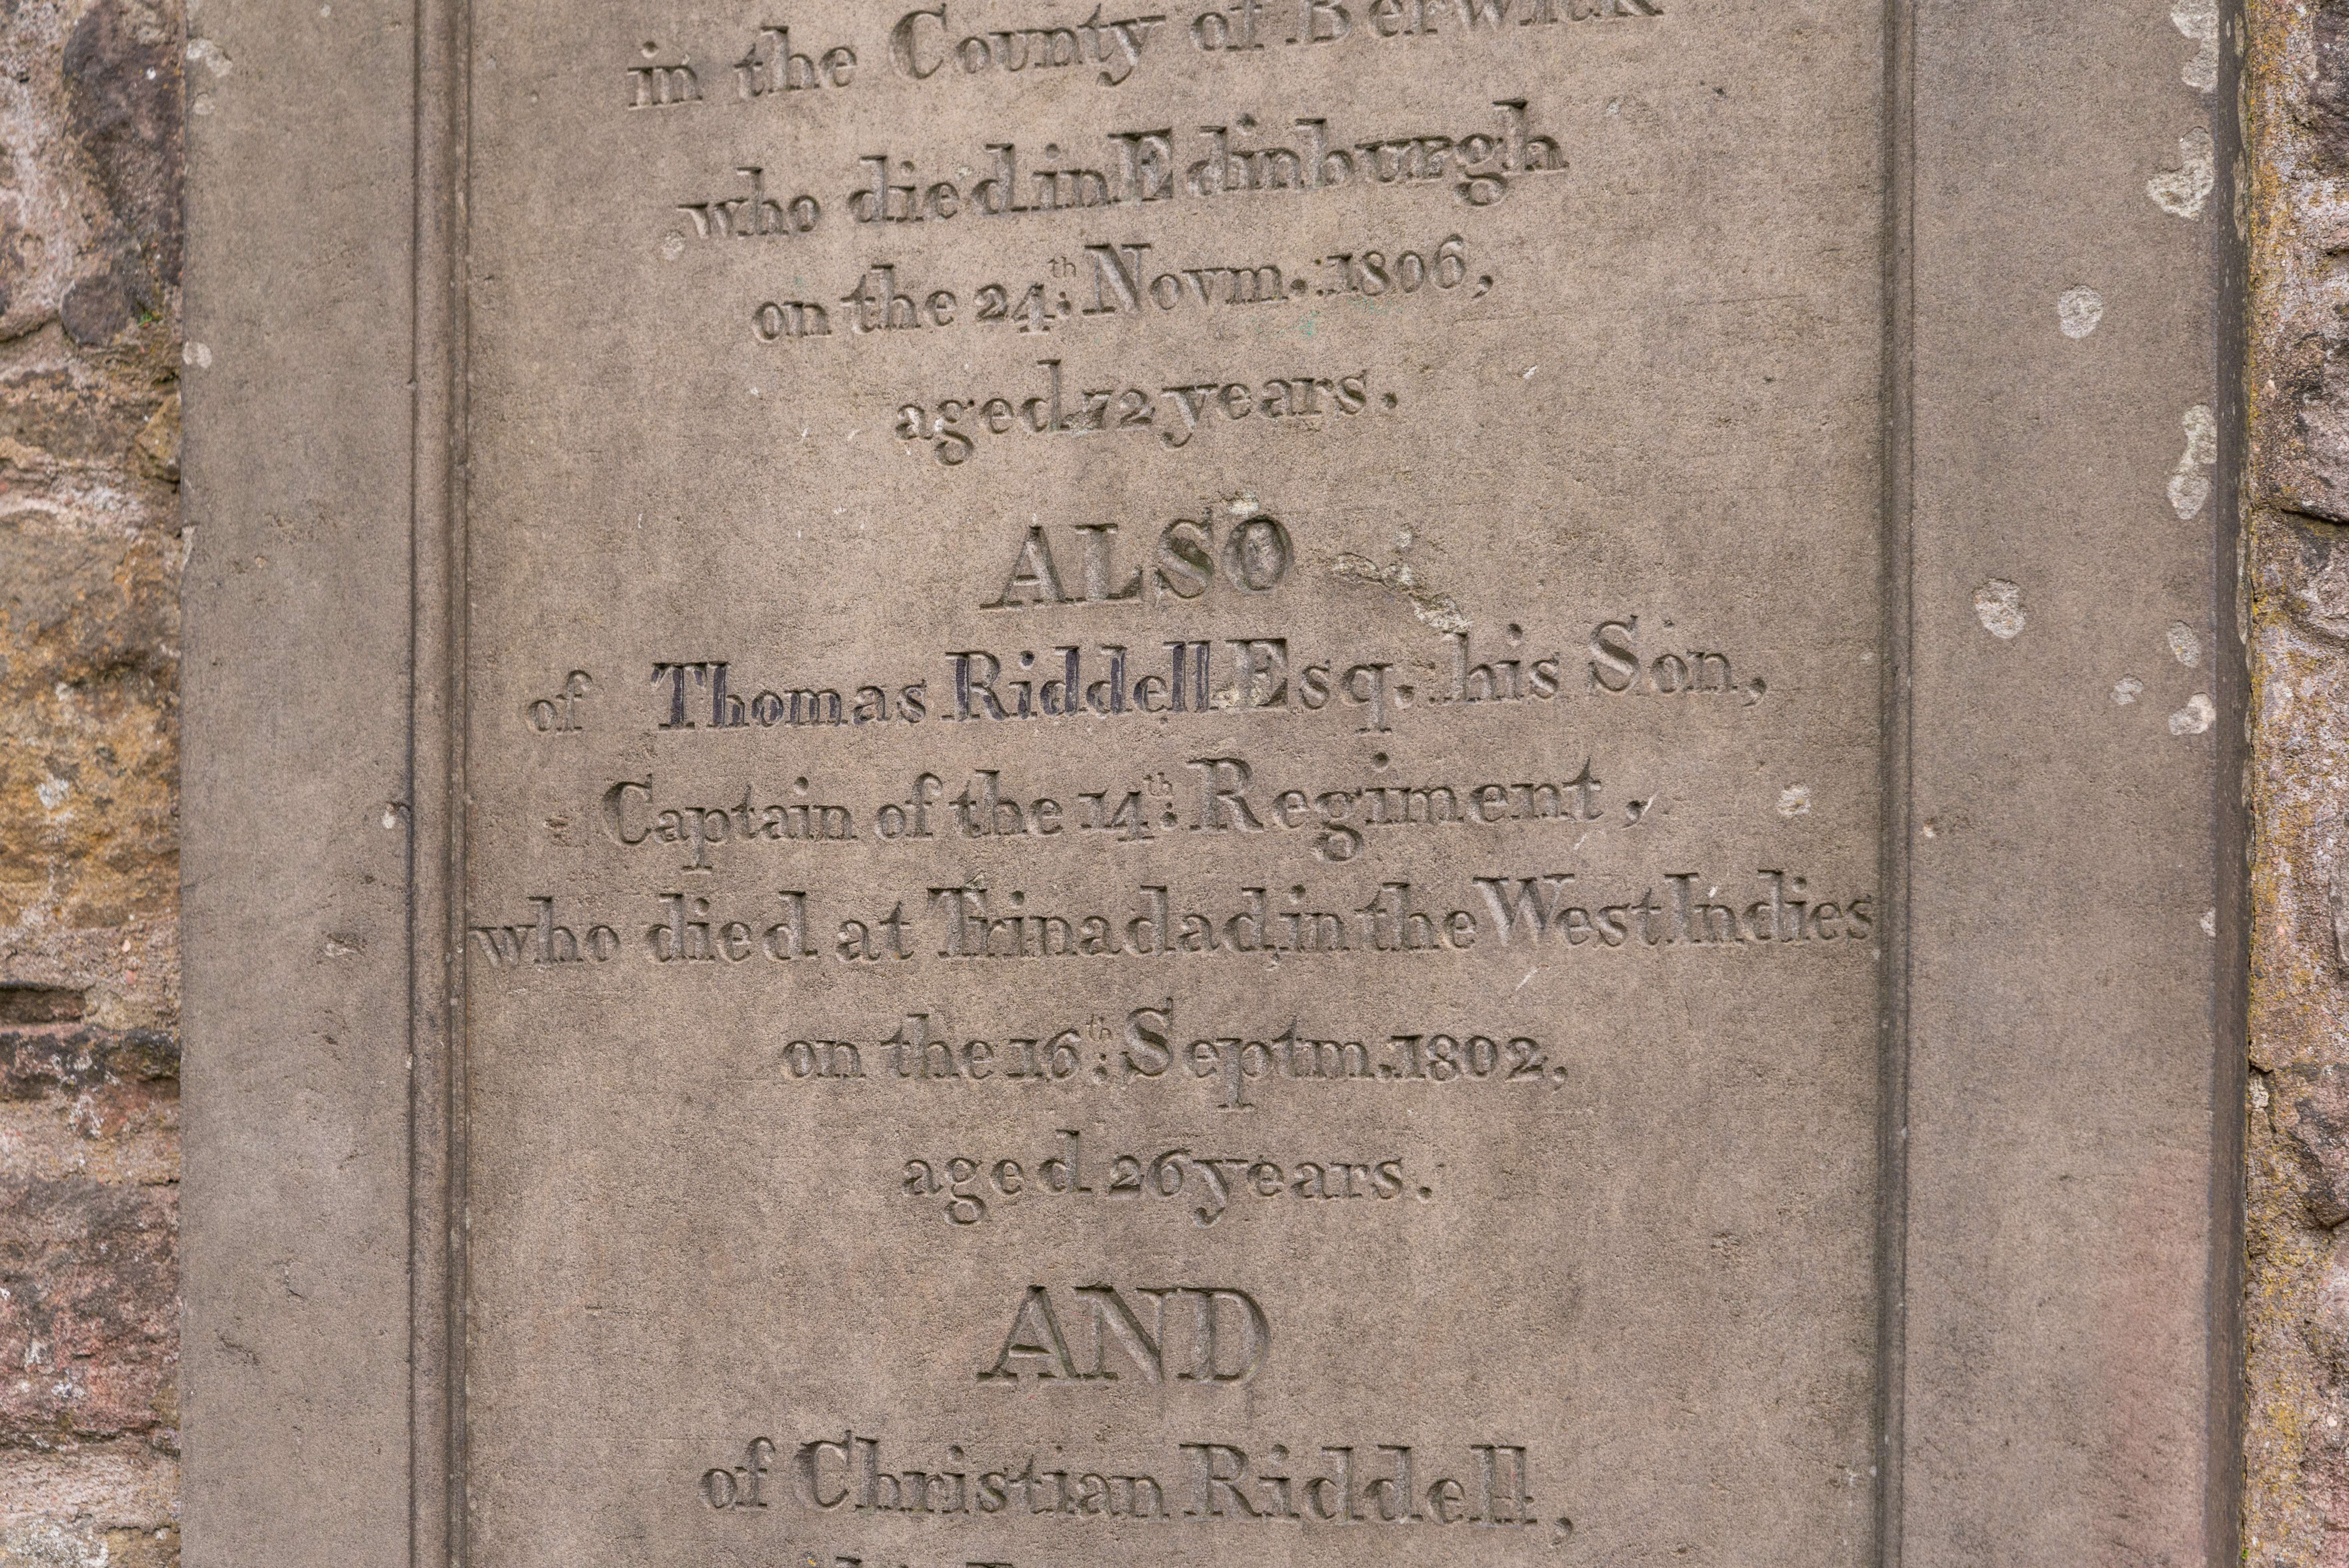 in the County of Berwick
who died in Edinburgh
on the 24th. Novm. 1806,
aged 72 years.
ALSO
of Thomas Riddell Esq. his Son,
Captain of the 14th. Regiment,
who died at Trinadad in the West Indies
on the 16th. Septm. 1802,
aged 26 years.
AND
of Christian Riddell,